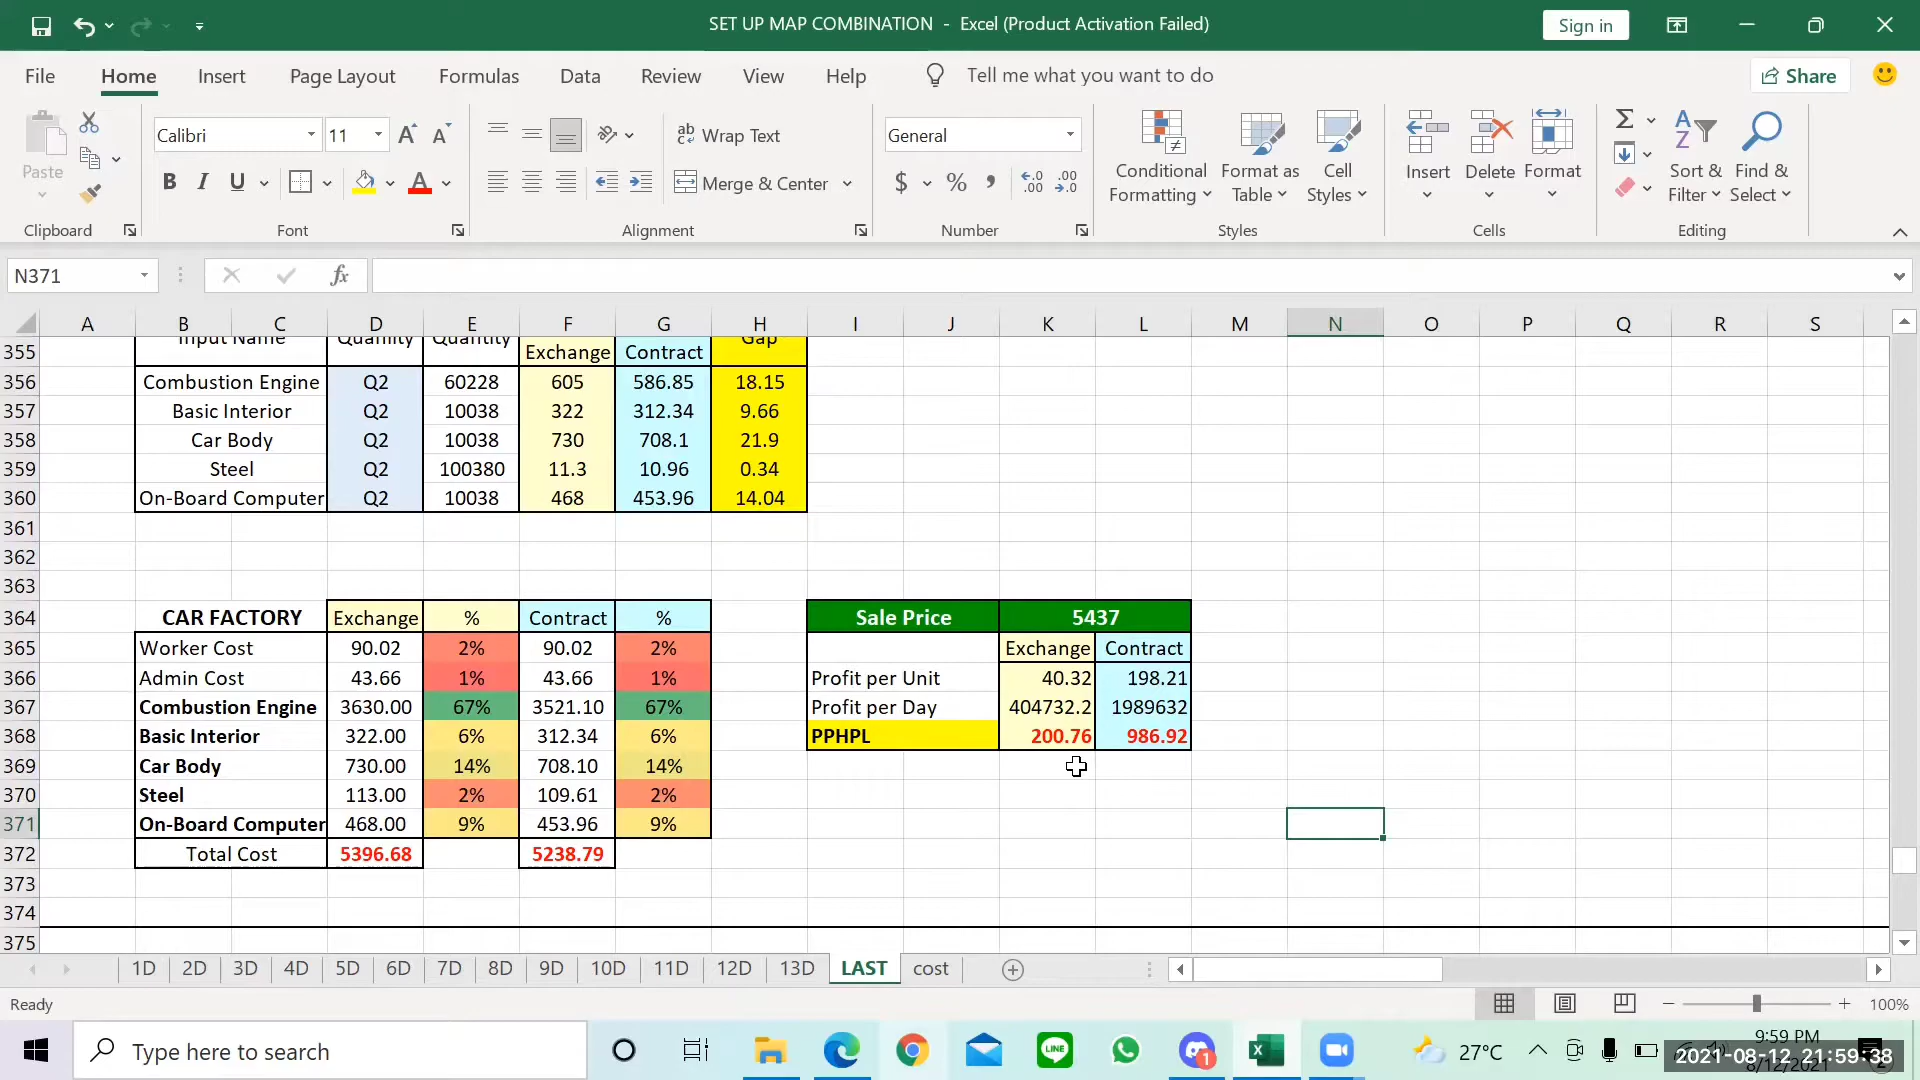 SET UP MAP COMBINATION - Excel (Product Activation Failed)
Sign in
File Home Insert Page Layout Formulas Data Review View Help Tell me what you want to do Share
Paste
Calibri 11
Wrap Text
Merge & Center
General
Conditional Formatting
Format as Table
Cell Styles
Insert Delete Format
Sort & Filter
Find & Select
Clipboard Font Alignment Number Styles Cells Editing
N371 fx
A B C D E F G H I J K L M N O P Q R S
355 Input Name Quality Quantity Exchange Contract Gap
356 Combustion Engine Q2 60228 605 586.85 18.15
357 Basic Interior Q2 10038 322 312.34 9.66
358 Car Body Q2 10038 730 708.1 21.9
359 Steel Q2 100380 11.3 10.96 0.34
360 On-Board Computer Q2 10038 468 453.96 14.04
361
362
363
364 CAR FACTORY Exchange % Contract % Sale Price 5437
365 Worker Cost 90.02 2% 90.02 2% Exchange Contract
366 Admin Cost 43.66 1% 43.66 1% Profit per Unit 40.32 198.21
367 Combustion Engine 3630.00 67% 3521.10 67% Profit per Day 404732.2 1989632
368 Basic Interior 322.00 6% 312.34 6% PPHPL 200.76 986.92
369 Car Body 730.00 14% 708.10 14%
370 Steel 113.00 2% 109.61 2%
371 On-Board Computer 468.00 9% 453.96 9%
372 Total Cost 5396.68 5238.79
373
374
375
1D 2D 3D 4D 5D 6D 7D 8D 9D 10D 11D 12D 13D LAST cost
Ready 100%
Type here to search
LINE
1
27°C
9:59 PM
2021-08-12 21:59:38